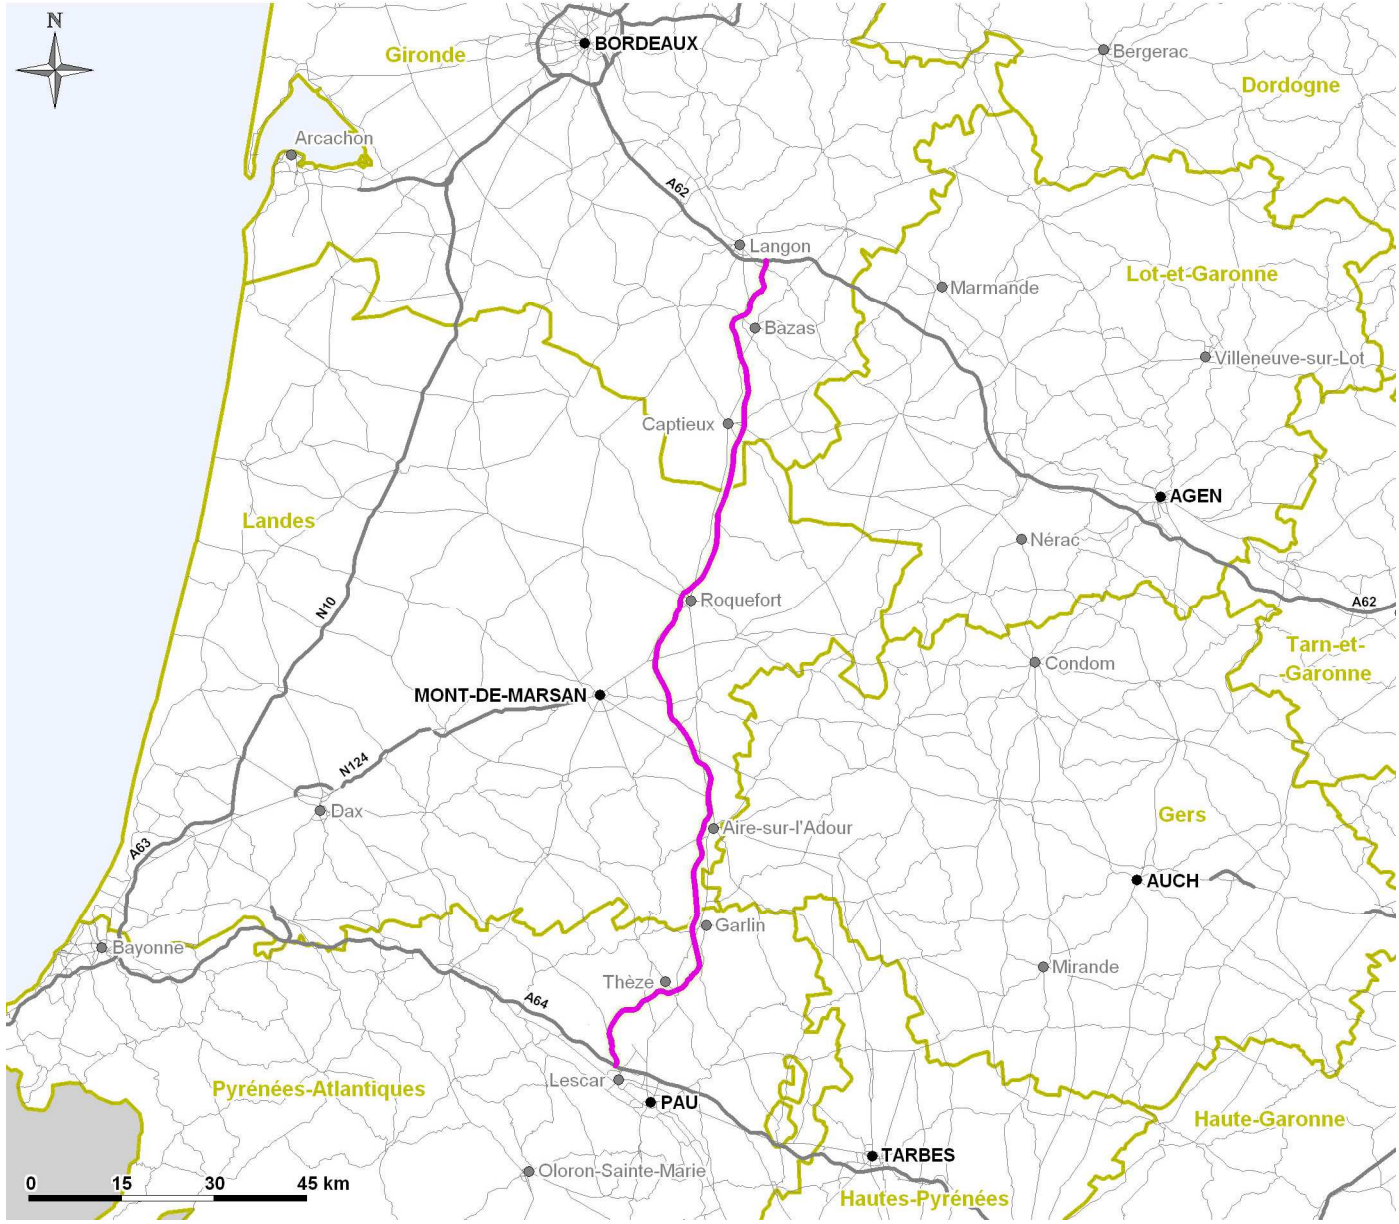 N
BORDEAUX
Gironde
Bergerac
Dordogne
Arcachon
A62
Langon
Lot-et-Garonne
Marmande
Bazas
Villeneuve-sur-Lot
Captieux
AGEN
Landes
Nérac
N10
Roquefort
A62
Tarn-et-
-Garonne
Condom
MONT-DE-MARSAN
N124
Dax
Gers
Aire-sur-l'Adour
A63
AUCH
Garlin
Bayonne
Mirande
Thèze
A64
Lescar
Pyrénées-Atlantiques
PAU
Haute-Garonne
TARBES
Oloron-Sainte-Marie
0 15 30 45 km
Hautes-Pyrénées